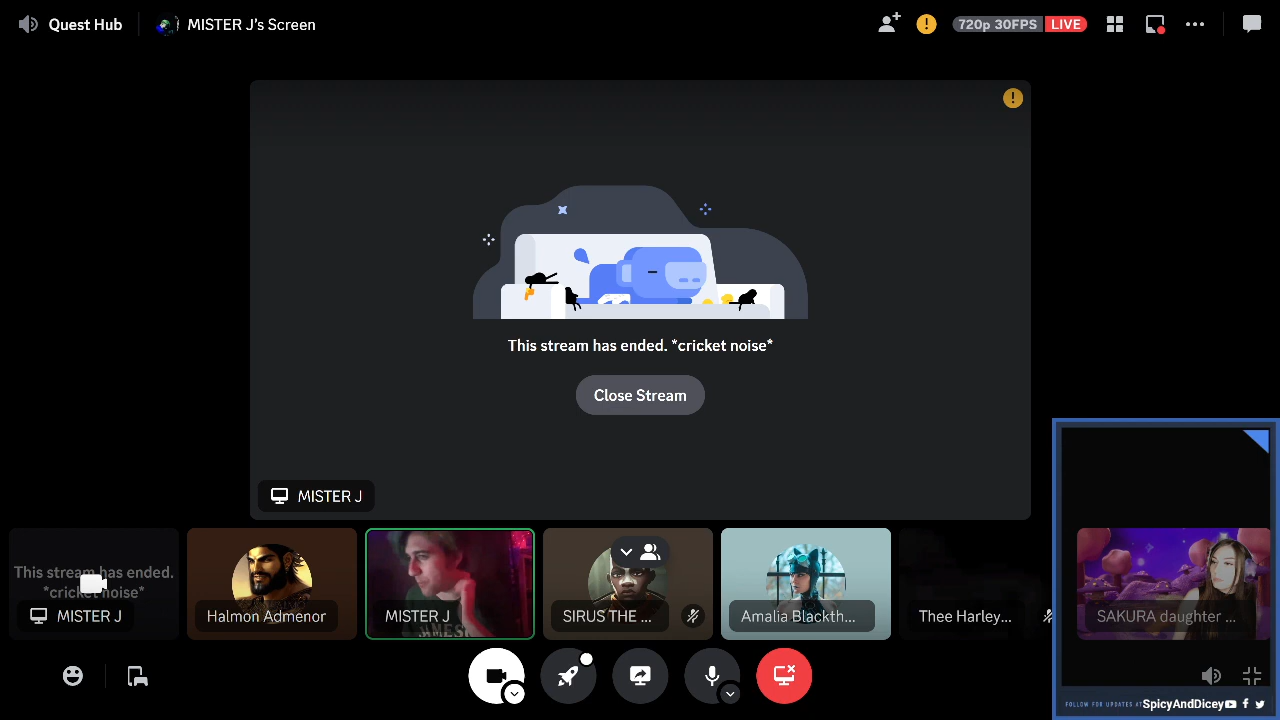 Quest Hub
MISTER J's Screen
720p 30FPS
LIVE
This stream has ended. *cricket noise*
Close Stream
MISTER J
This stream has ended.
*cricket noise*
MISTER J
Halmon Admenor
MISTER J
SIRUS THE ...
Amalia Blackth...
Thee Harley...
SAKURA daughter ...
FOLLOW FOR UPDATES AT
SpicyAndDicey